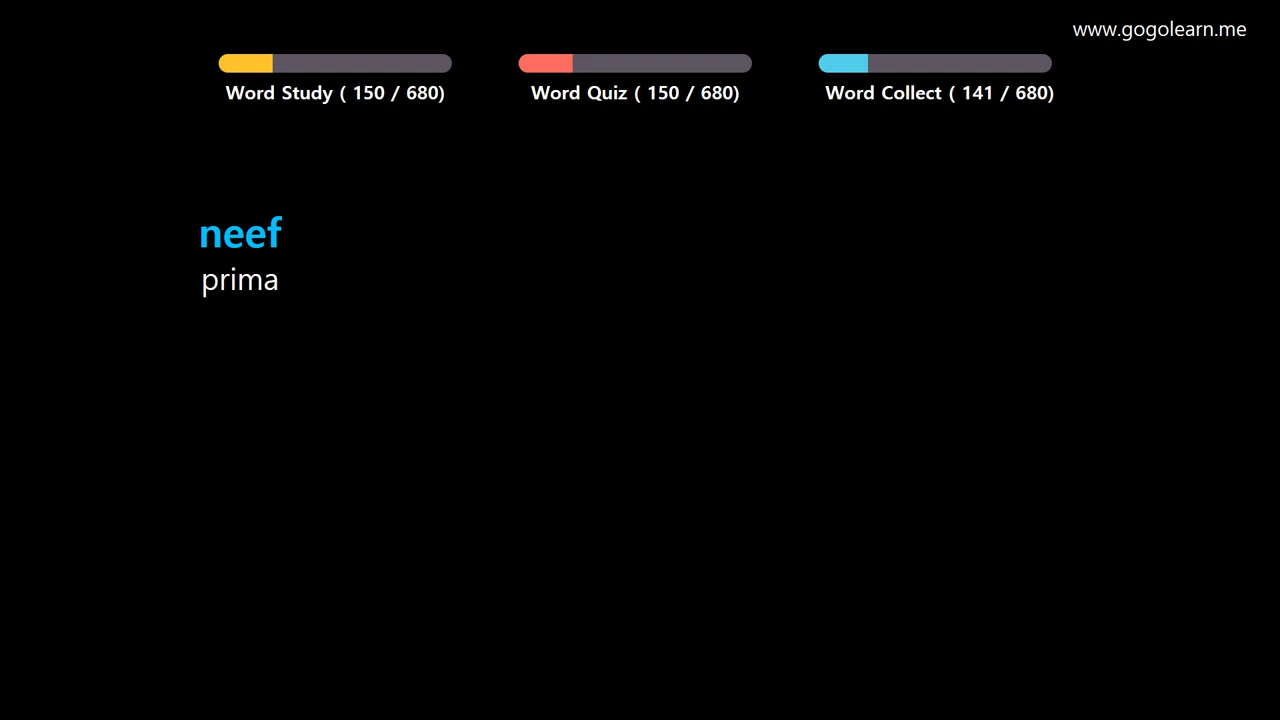 www.gogolearn.me
Word Study ( 150 / 680)
Word Quiz ( 150 / 680)
Word Collect ( 141 / 680)
neef
prima